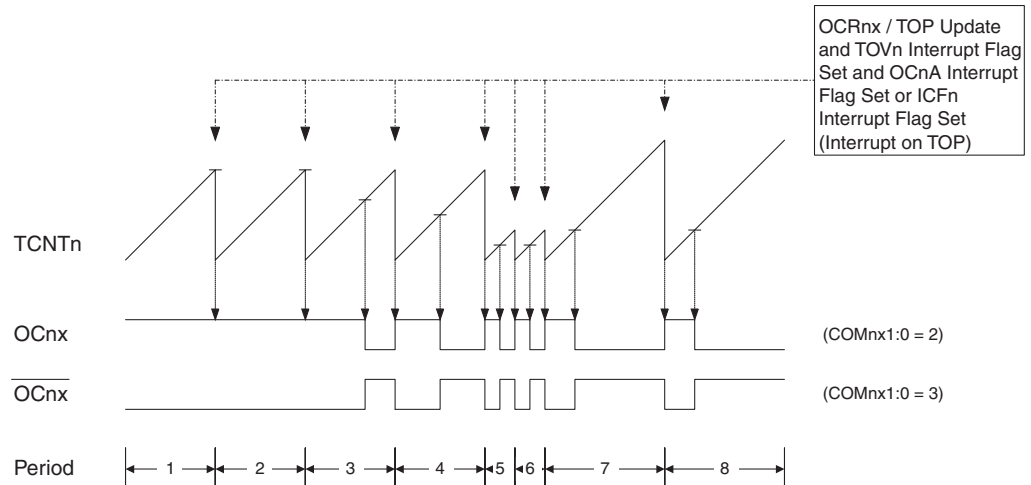 OCRnx / TOP Update
and TOVn Interrupt Flag
Set and OCnA Interrupt
Flag Set or ICFn
Interrupt Flag Set
(Interrupt on TOP)
TCNTn
OCnx
(COMnx1:0 = 2)
OCnx
(COMnx1:0 = 3)
Period
1 2 3 4 5 6 7 8